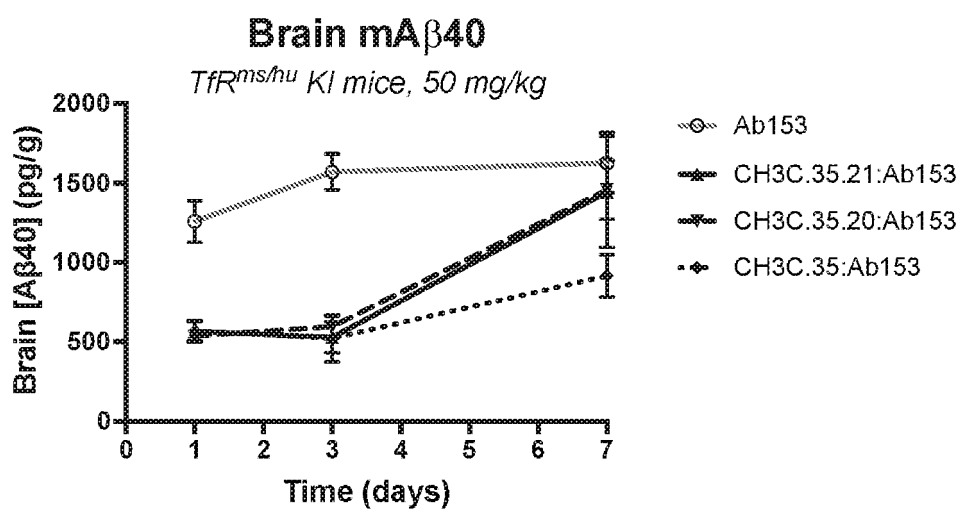 Brain mAβ40
TfR^ms/hu KI mice, 50 mg/kg
Brain [Aβ40] (pg/g)
2000
1500
1000
500
0
0 1 2 3 4 5 6 7
Time (days)
Ab153
CH3C.35.21:Ab153
CH3C.35.20:Ab153
CH3C.35:Ab153